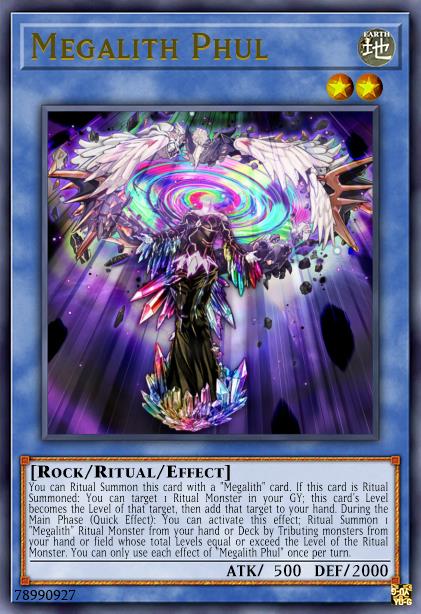 MEGALITH PHUL
EARTH
地
[ROCK/RITUAL/EFFECT]
You can Ritual Summon this card with a "Megalith" card. If this card is Ritual
Summoned: You can target 1 Ritual Monster in your GY; this card's Level
becomes the Level of that target, then add that target to your hand. During the
Main Phase (Quick Effect): You can activate this effect; Ritual Summon 1
"Megalith" Ritual Monster from your hand or Deck by Tributing monsters from
your hand or field whose total Levels equal or exceed the Level of the Ritual
Monster. You can only use each effect of "Megalith Phul" once per turn.
ATK/ 500 DEF/2000
78990927